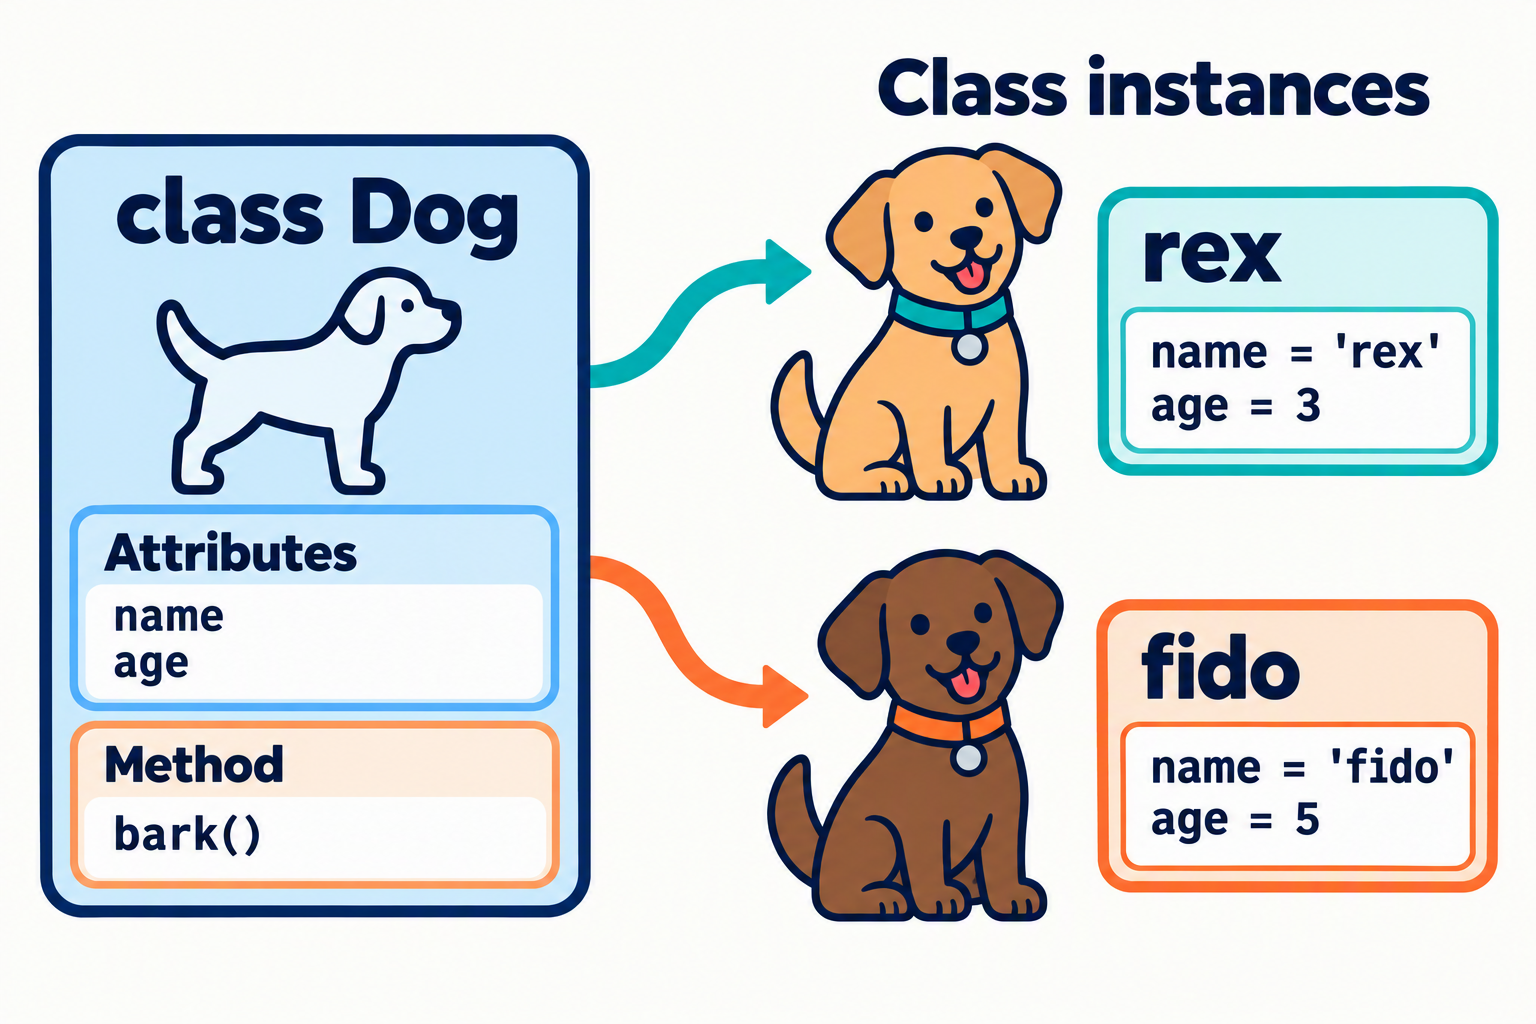 Class instances
class Dog
Attributes
name
age
Method
bark()
rex
name = 'rex'
age = 3
fido
name = 'fido'
age = 5